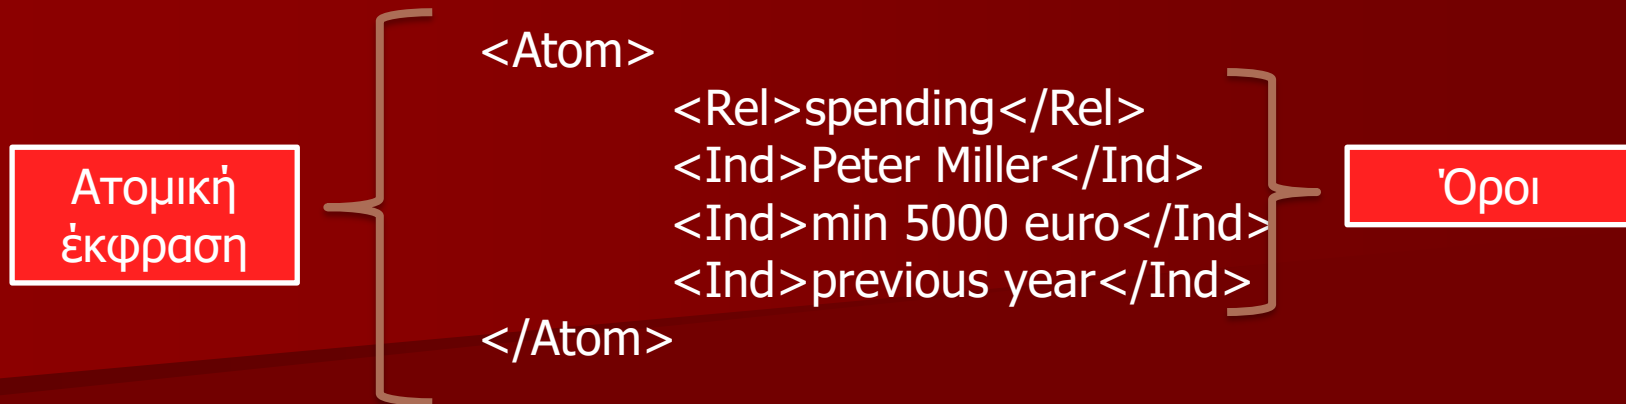 Ατομική
έκφραση
<Atom>
<Rel>spending</Rel>
<Ind>Peter Miller</Ind>
<Ind>min 5000 euro</Ind>
<Ind>previous year</Ind>
</Atom>
Όροι